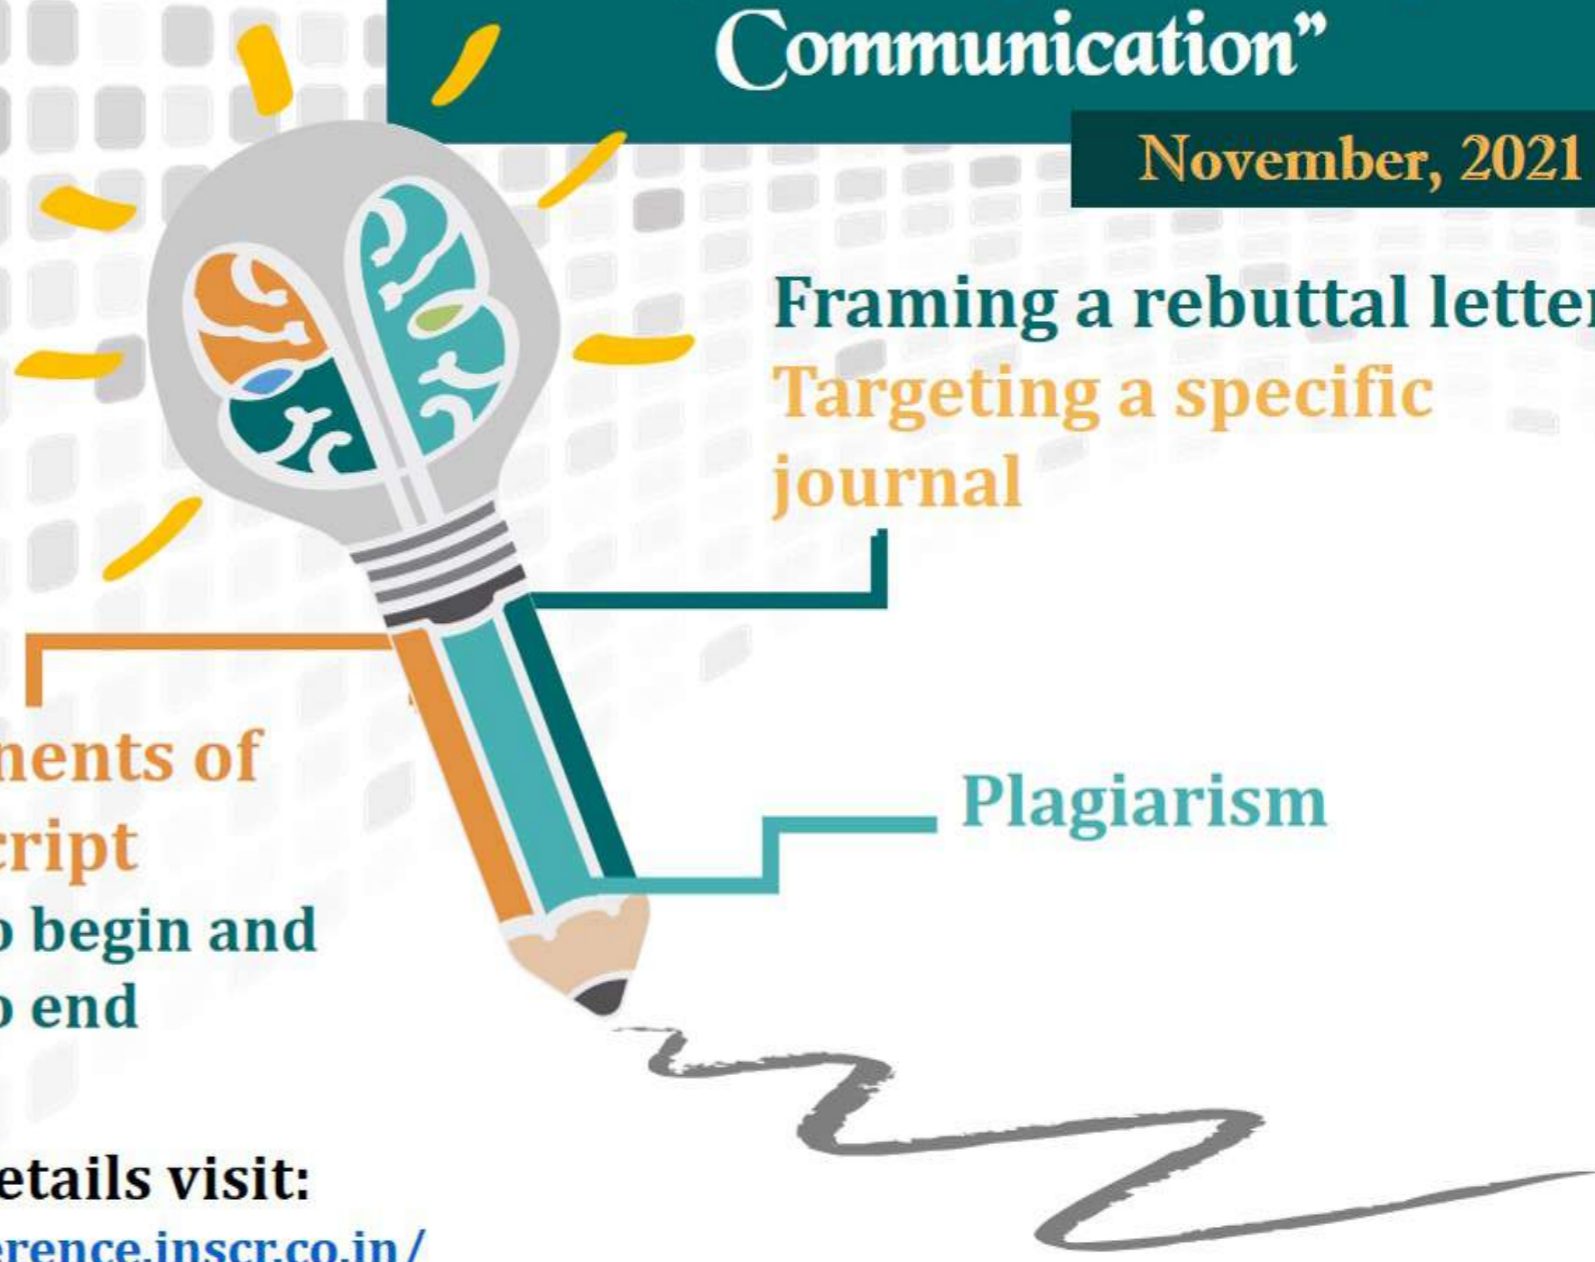 Communication”
November, 2021
Framing a rebuttal letter
Targeting a specific
journal
nents of
cript
o begin and
o end
Plagiarism
etails visit:
erence.inscr.co.in/